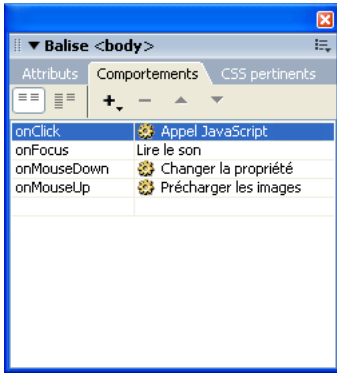 Balise <body>
Attributs Comportements CSS pertinents
onClick Appel JavaScript
onFocus Lire le son
onMouseDown Changer la propriété
onMouseUp Précharger les images